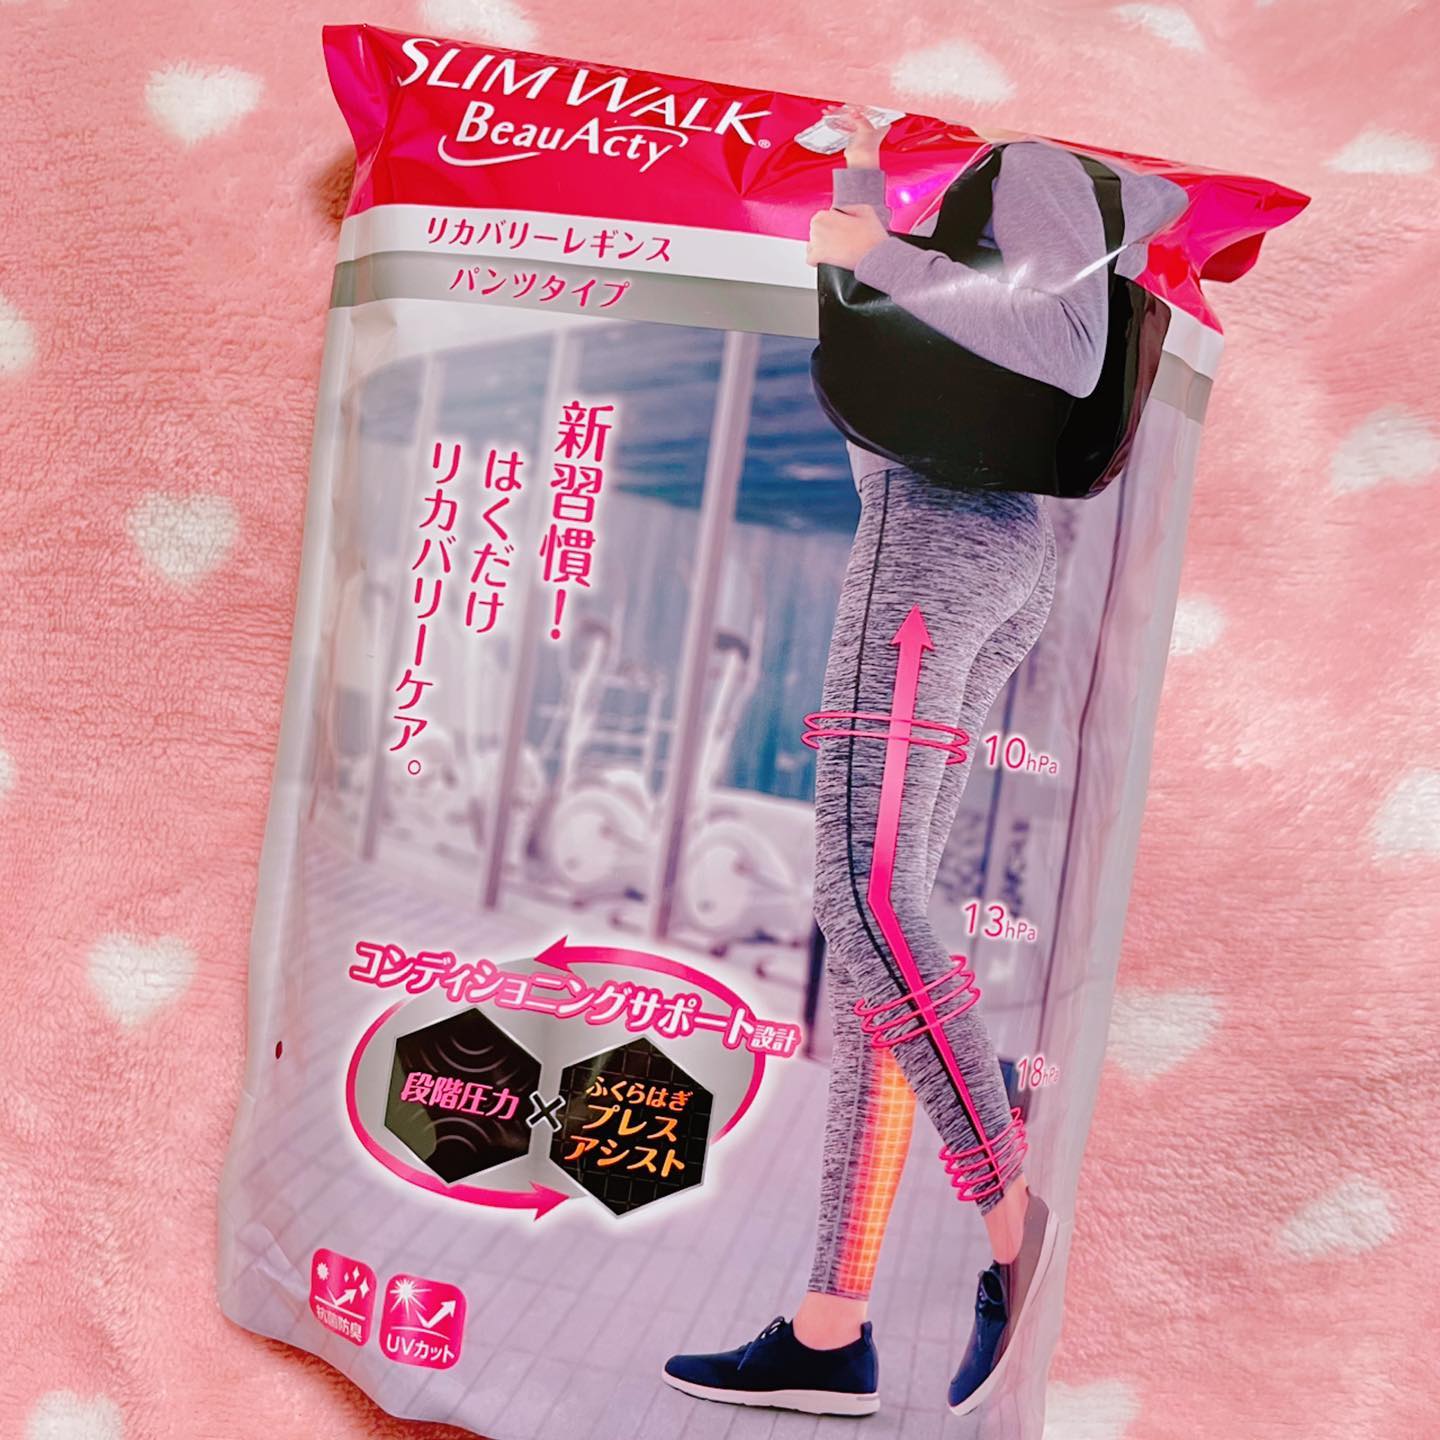 SLIM WALK®
BeauActy
リカバリーレギンス
パンツタイプ
新習慣！
はくだけ
リカバリーケア。
10hPa
13hPa
18hPa
コンディショニングサポート設計
段階圧力
×
ふくらはぎ
プレス
アシスト
抗菌防臭
UVカット